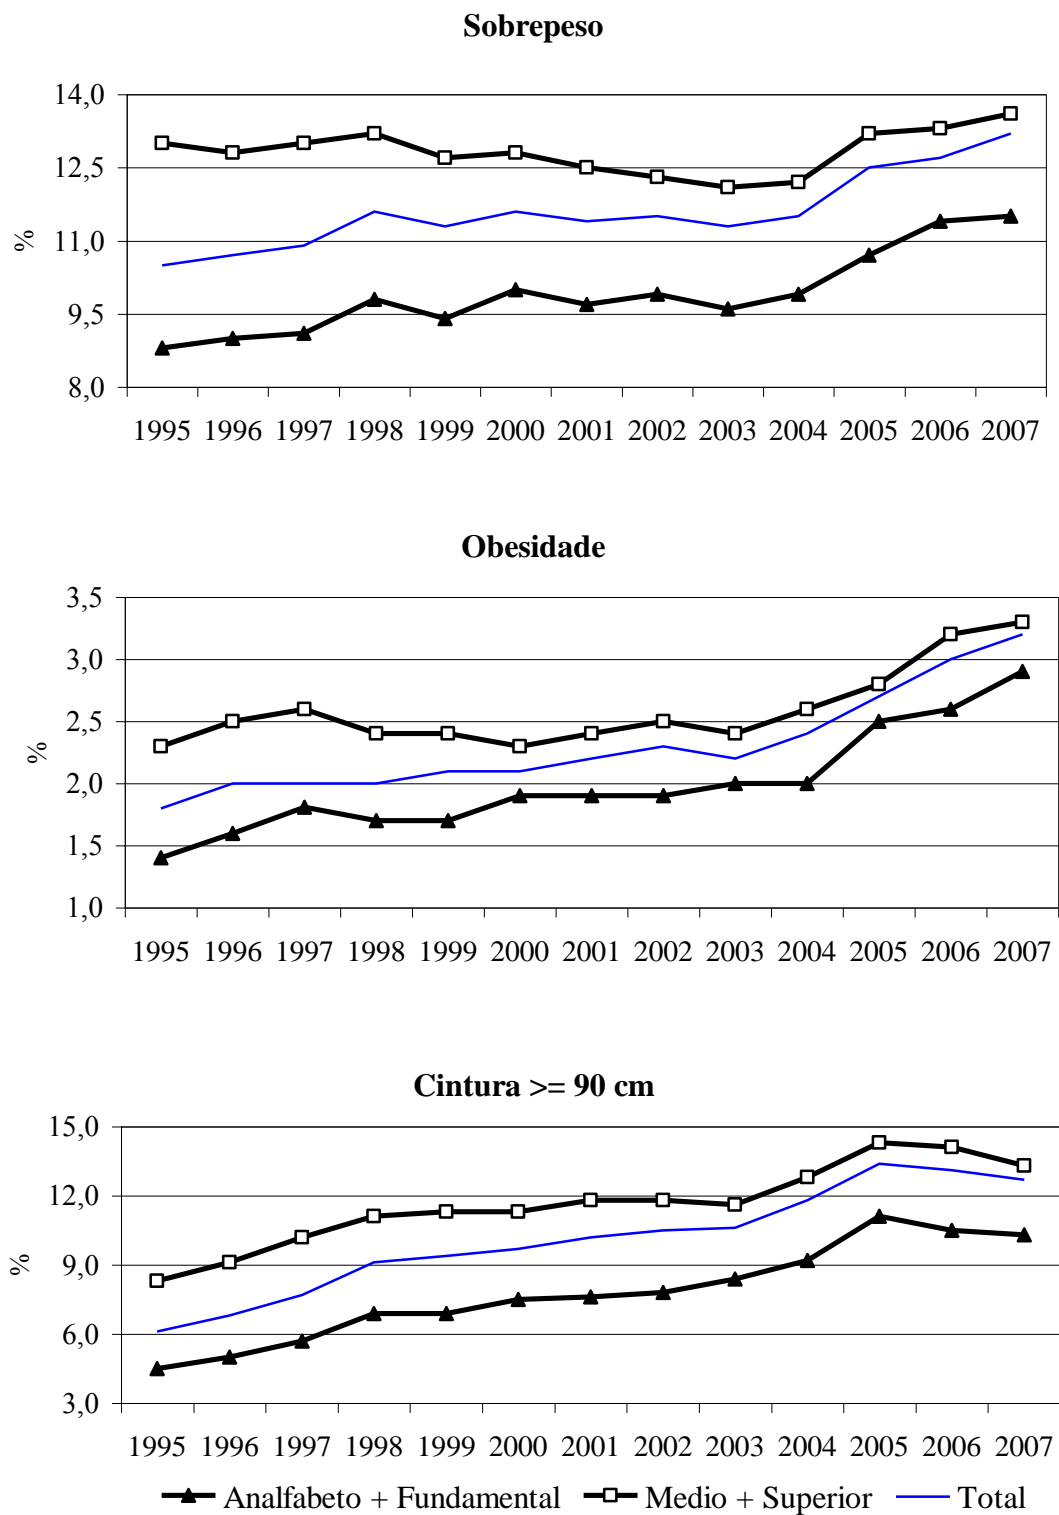 Sobrepeso
14,0
12,5
11,0
9,5
8,0
%
1995 1996 1997 1998 1999 2000 2001 2002 2003 2004 2005 2006 2007
Obesidade
3,5
3,0
2,5
2,0
1,5
1,0
%
1995 1996 1997 1998 1999 2000 2001 2002 2003 2004 2005 2006 2007
Cintura >= 90 cm
15,0
12,0
9,0
6,0
3,0
%
1995 1996 1997 1998 1999 2000 2001 2002 2003 2004 2005 2006 2007
Analfabeto + Fundamental Medio + Superior Total